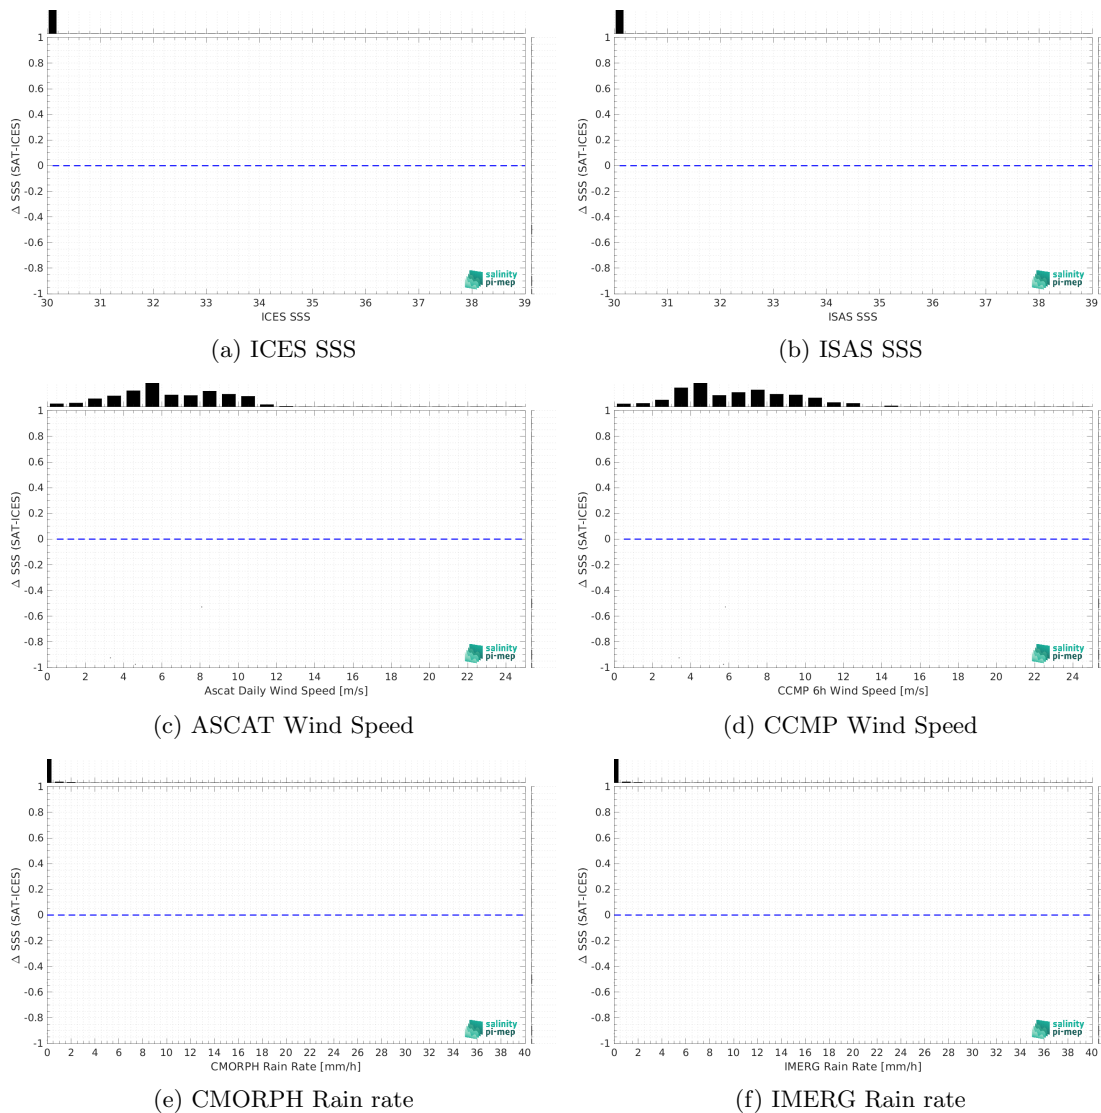 1
0.8
0.6
0.4
0.2
0
-0.2
-0.4
-0.6
-0.8
-1
Δ SSS (SAT-ICES)
salinity
pi-mep
30 31 32 33 34 35 36 37 38 39
ICES SSS
(a) ICES SSS
1
0.8
0.6
0.4
0.2
0
-0.2
-0.4
-0.6
-0.8
-1
Δ SSS (SAT-ICES)
salinity
pi-mep
30 31 32 33 34 35 36 37 38 39
ISAS SSS
(b) ISAS SSS
1
0.8
0.6
0.4
0.2
0
-0.2
-0.4
-0.6
-0.8
-1
Δ SSS (SAT-ICES)
salinity
pi-mep
0 2 4 6 8 10 12 14 16 18 20 22 24
Ascat Daily Wind Speed [m/s]
(c) ASCAT Wind Speed
1
0.8
0.6
0.4
0.2
0
-0.2
-0.4
-0.6
-0.8
-1
Δ SSS (SAT-ICES)
salinity
pi-mep
0 2 4 6 8 10 12 14 16 18 20 22 24
CCMP 6h Wind Speed [m/s]
(d) CCMP Wind Speed
1
0.8
0.6
0.4
0.2
0
-0.2
-0.4
-0.6
-0.8
-1
Δ SSS (SAT-ICES)
salinity
pi-mep
0 2 4 6 8 10 12 14 16 18 20 22 24 26 28 30 32 34 36 38 40
CMORPH Rain Rate [mm/h]
(e) CMORPH Rain rate
1
0.8
0.6
0.4
0.2
0
-0.2
-0.4
-0.6
-0.8
-1
Δ SSS (SAT-ICES)
salinity
pi-mep
0 2 4 6 8 10 12 14 16 18 20 22 24 26 28 30 32 34 36 38 40
IMERG Rain Rate [mm/h]
(f) IMERG Rain rate